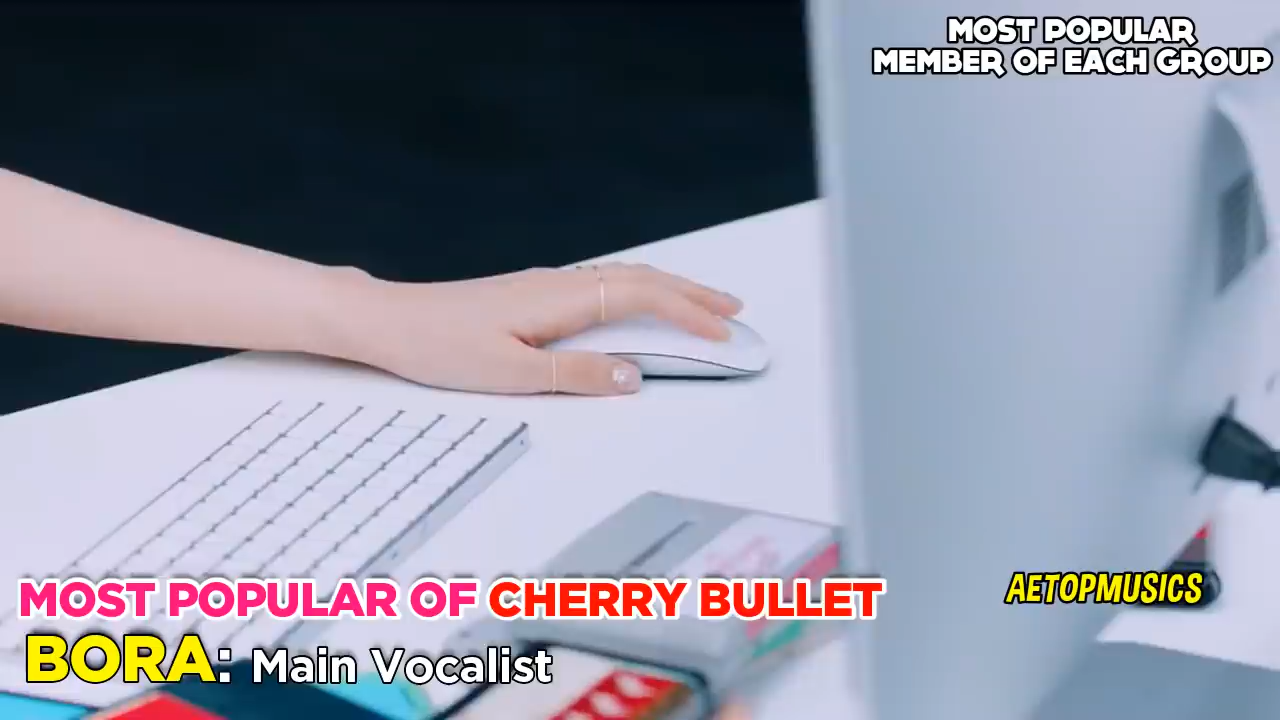 MOST POPULAR
MEMBER OF EACH GROUP
AETOPMUSICS
MOST POPULAR OF CHERRY BULLET
BORA: Main Vocalist